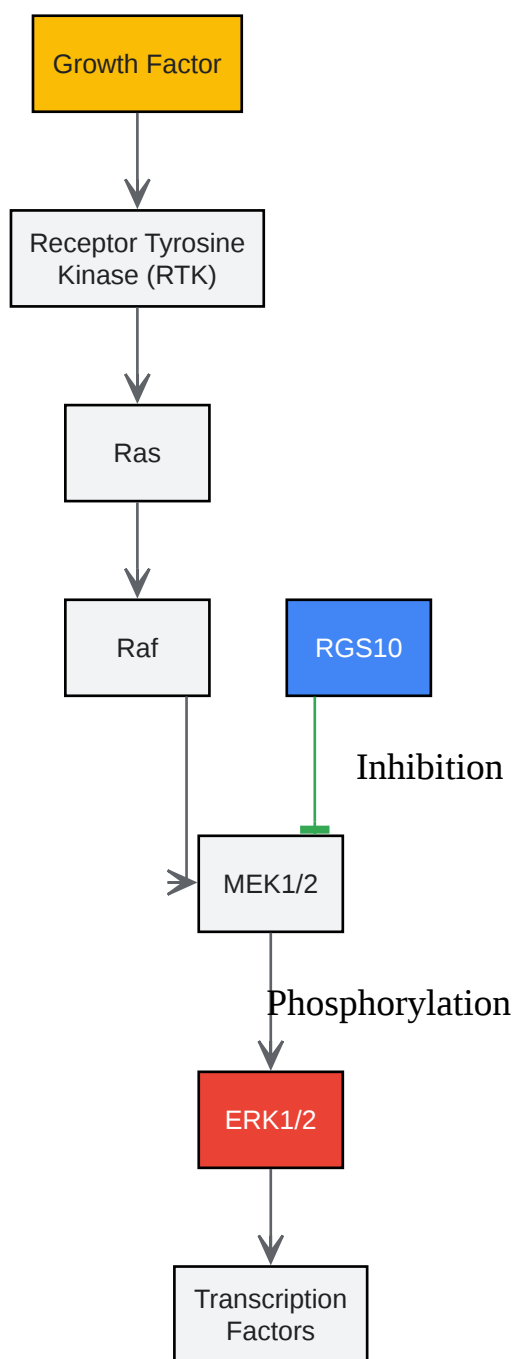 Growth Factor
Receptor Tyrosine
Kinase (RTK)
Ras
Raf
RGS10
Inhibition
MEK1/2
Phosphorylation
ERK1/2
Transcription
Factors